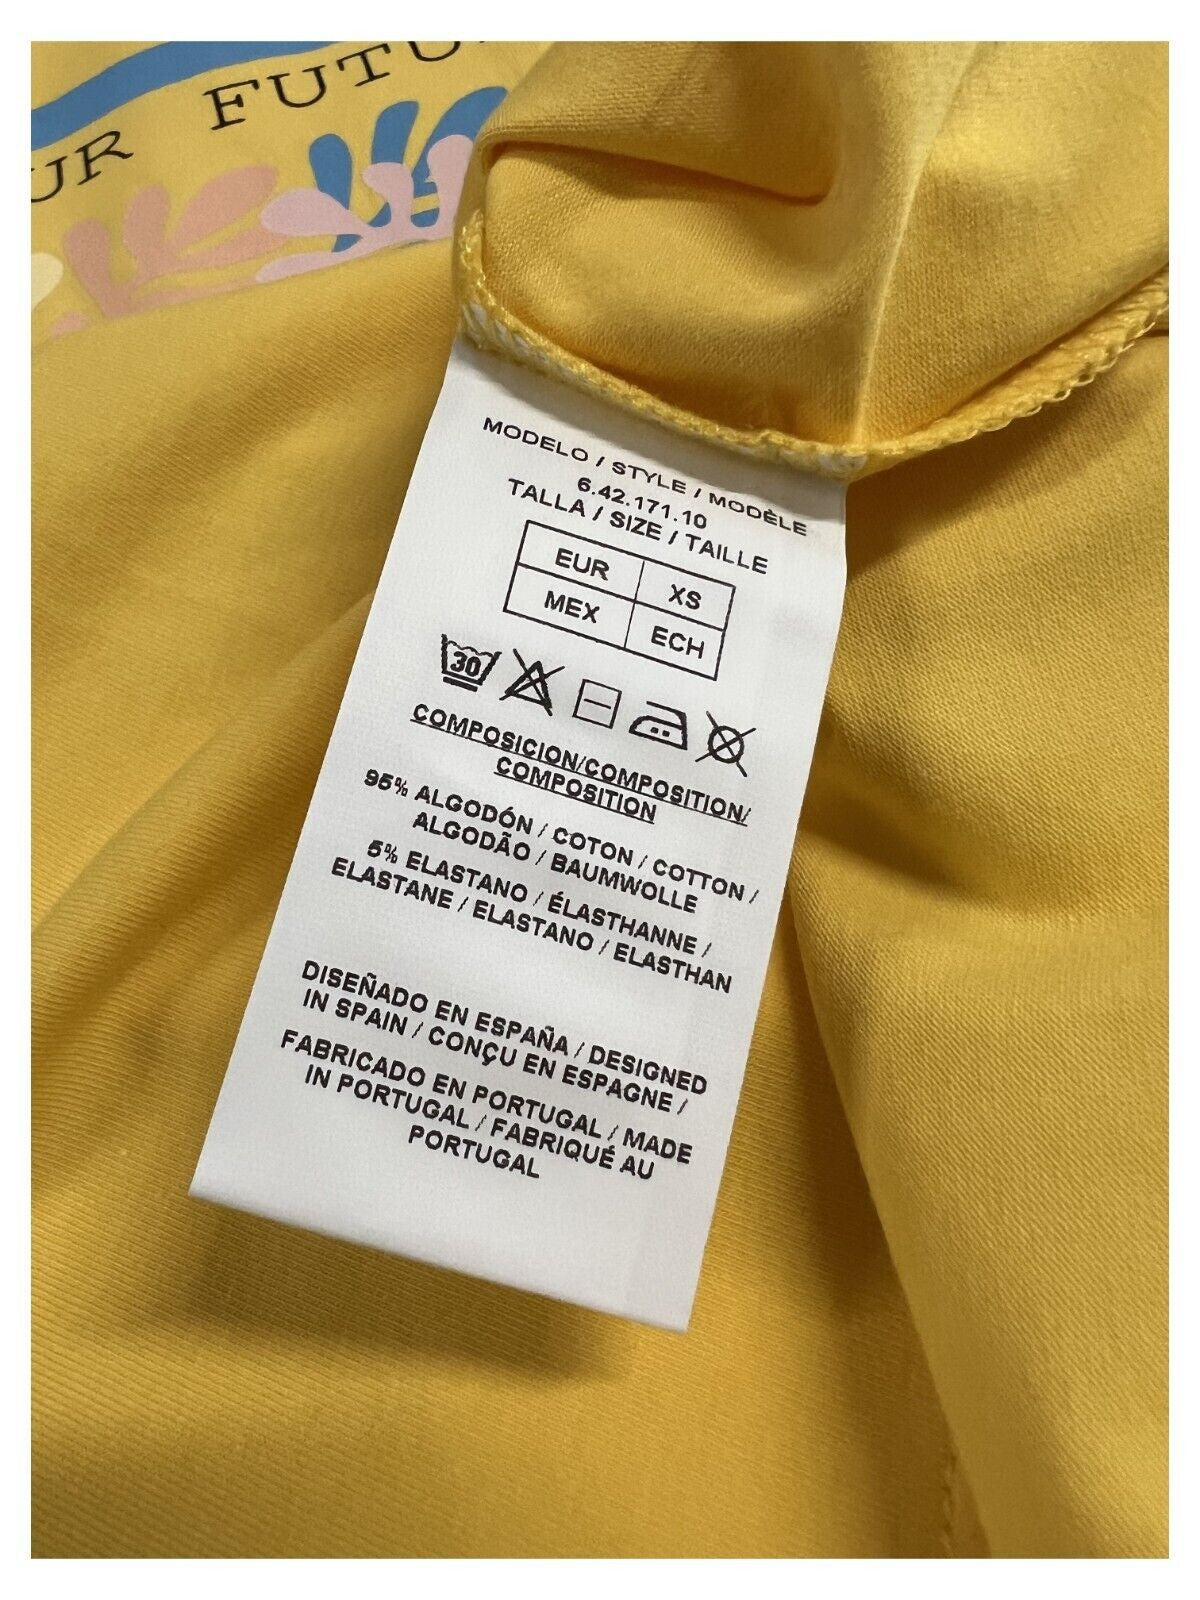 UR FUTU
MODELO / STYLE / MODÈLE
6.42.171.10
TALLA / SIZE / TAILLE
EUR XS
MEX ECH
30
COMPOSICION/COMPOSITION/
COMPOSITION
95% ALGODÓN / COTON / COTTON /
ALGODÃO / BAUMWOLLE
5% ELASTANO / ÉLASTHANNE /
ELASTANE / ELASTANO / ELASTHAN
DISEÑADO EN ESPAÑA / DESIGNED
IN SPAIN / CONÇU EN ESPAGNE /
FABRICADO EN PORTUGAL / MADE
IN PORTUGAL / FABRIQUÉ AU
PORTUGAL